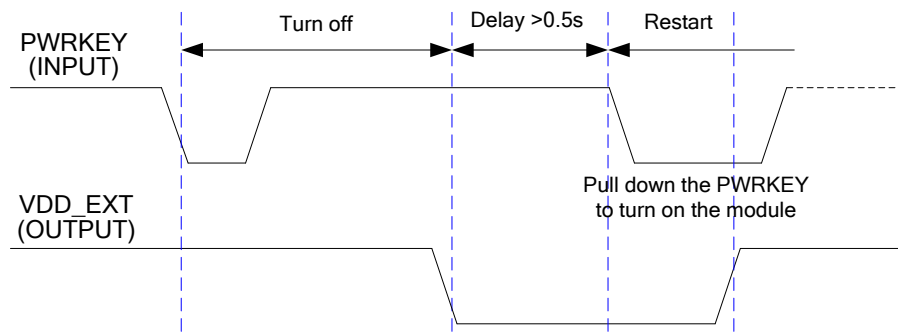 Turn off
Delay >0.5s
Restart
PWRKEY
(INPUT)
Pull down the PWRKEY
to turn on the module
VDD_EXT
(OUTPUT)